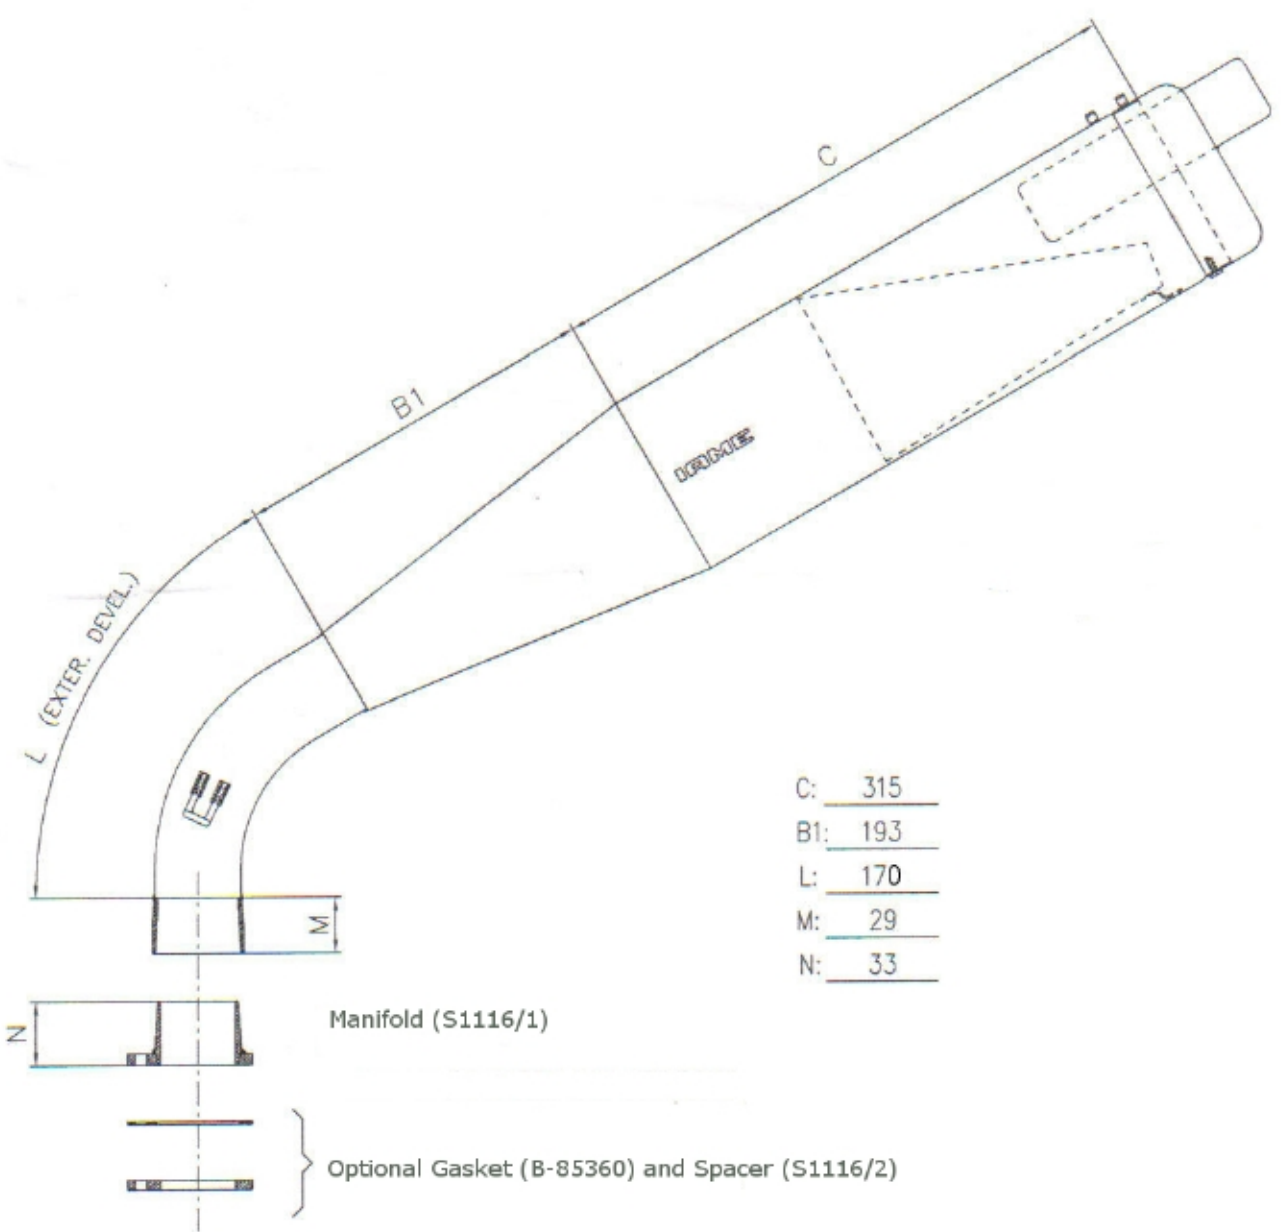 C
B1
IAME
L (EXTER. DEVEL.)
C: 315
B1: 193
L: 170
M: 29
N: 33
M
N
Manifold (S1116/1)
Optional Gasket (B-85360) and Spacer (S1116/2)